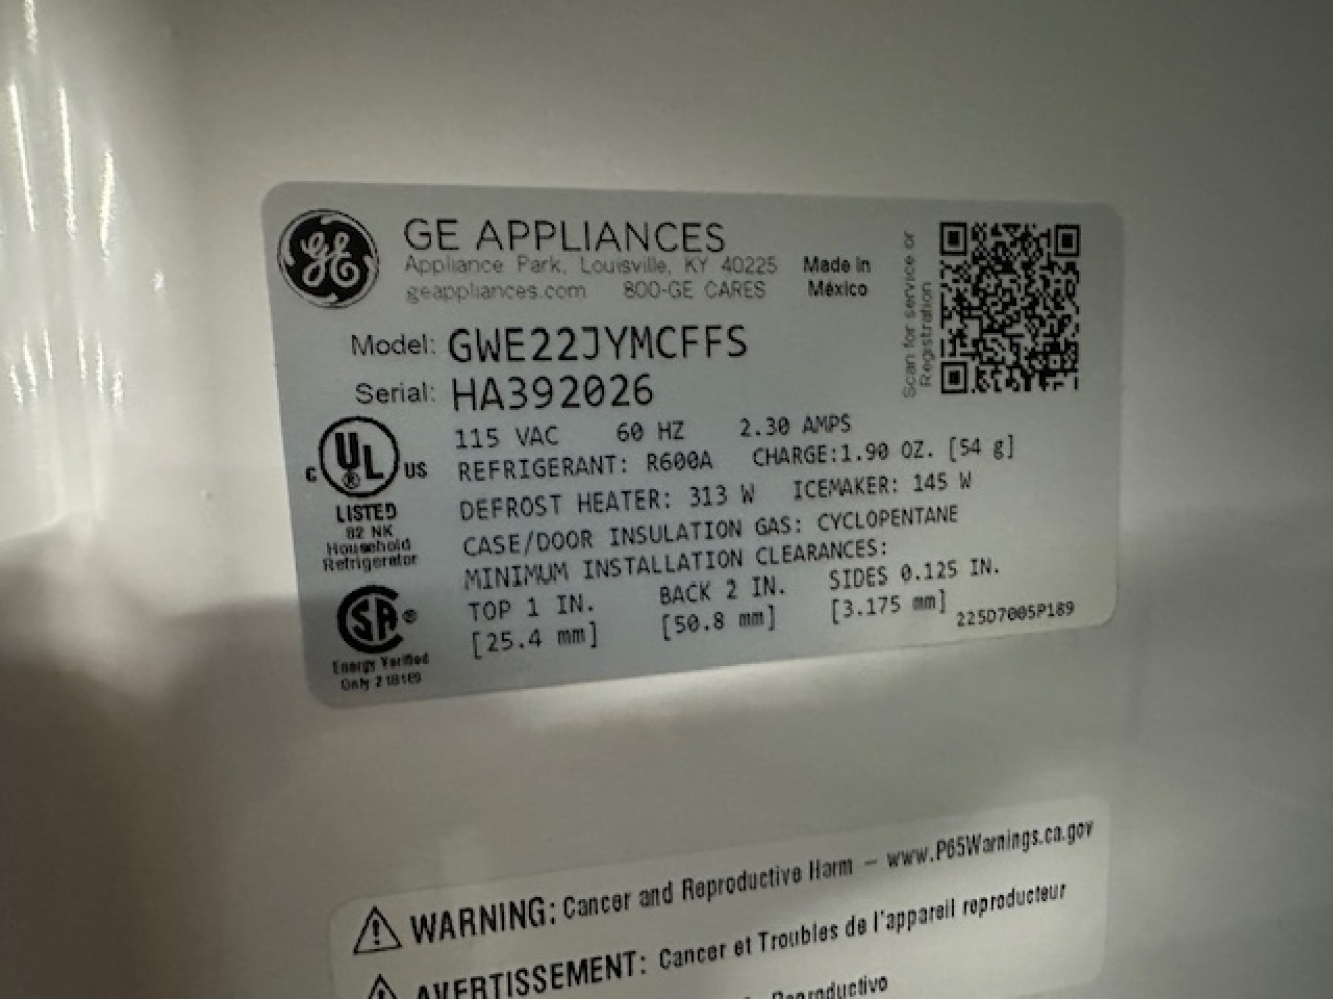 GE APPLIANCES
Appliance Park, Louisville, KY 40225
geappliances.com 800-GE CARES
Made in
México
Scan for service or
Registration
Model: GWE22JYMCFFS
Serial: HA392026
115 VAC 60 HZ 2.30 AMPS
REFRIGERANT: R600A CHARGE:1.90 OZ. [54 g]
DEFROST HEATER: 313 W ICEMAKER: 145 W
CASE/DOOR INSULATION GAS: CYCLOPENTANE
MINIMUM INSTALLATION CLEARANCES:
TOP 1 IN. BACK 2 IN. SIDES 0.125 IN.
[25.4 mm] [50.8 mm] [3.175 mm]
225D7005P189
C UL ® US
LISTED
82 NK
Household
Refrigerator
SA ®
Energy Verified
Only 218169
WARNING: Cancer and Reproductive Harm – www.P65Warnings.ca.gov
AVERTISSEMENT: Cancer et Troubles de l'appareil reproducteur
Reproductivo